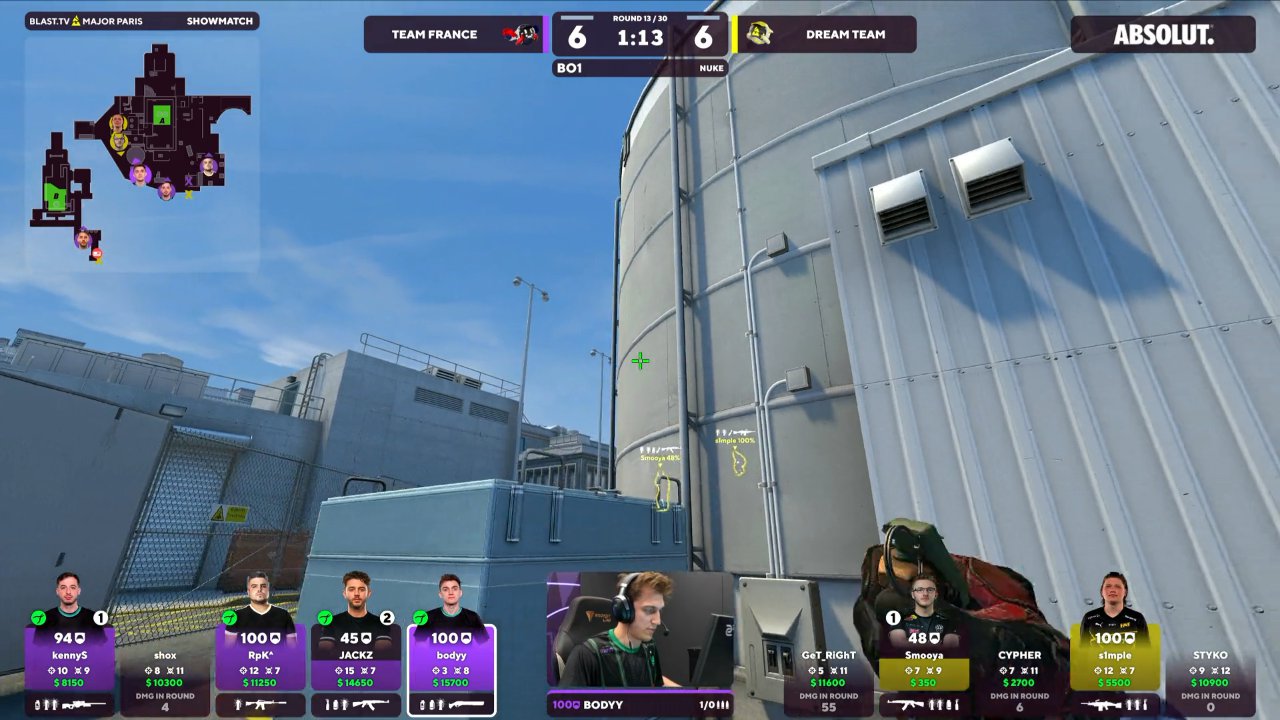 BLAST.TV MAJOR PARIS SHOWMATCH
TEAM FRANCE
6
ROUND 13 / 30
1:13
6
DREAM TEAM
ABSOLUT.
BO1
NUKE
A
B
Smooya 48%
s1mple 100%
94
1
kennyS
10 9
$ 8150
shox
8 11
$ 10300
DMG IN ROUND
4
100
RpK^
12 7
$ 11250
45
2
JACKZ
15 7
$ 14650
100
bodyy
3 8
$ 15700
100 BODYY
1/0
GeT_RiGhT
5 11
$ 11600
DMG IN ROUND
55
1
48
Smooya
7 9
$ 350
CYPHER
7 11
$ 2700
DMG IN ROUND
6
100
s1mple
12 7
$ 5500
STYKO
9 12
$ 10900
DMG IN ROUND
0